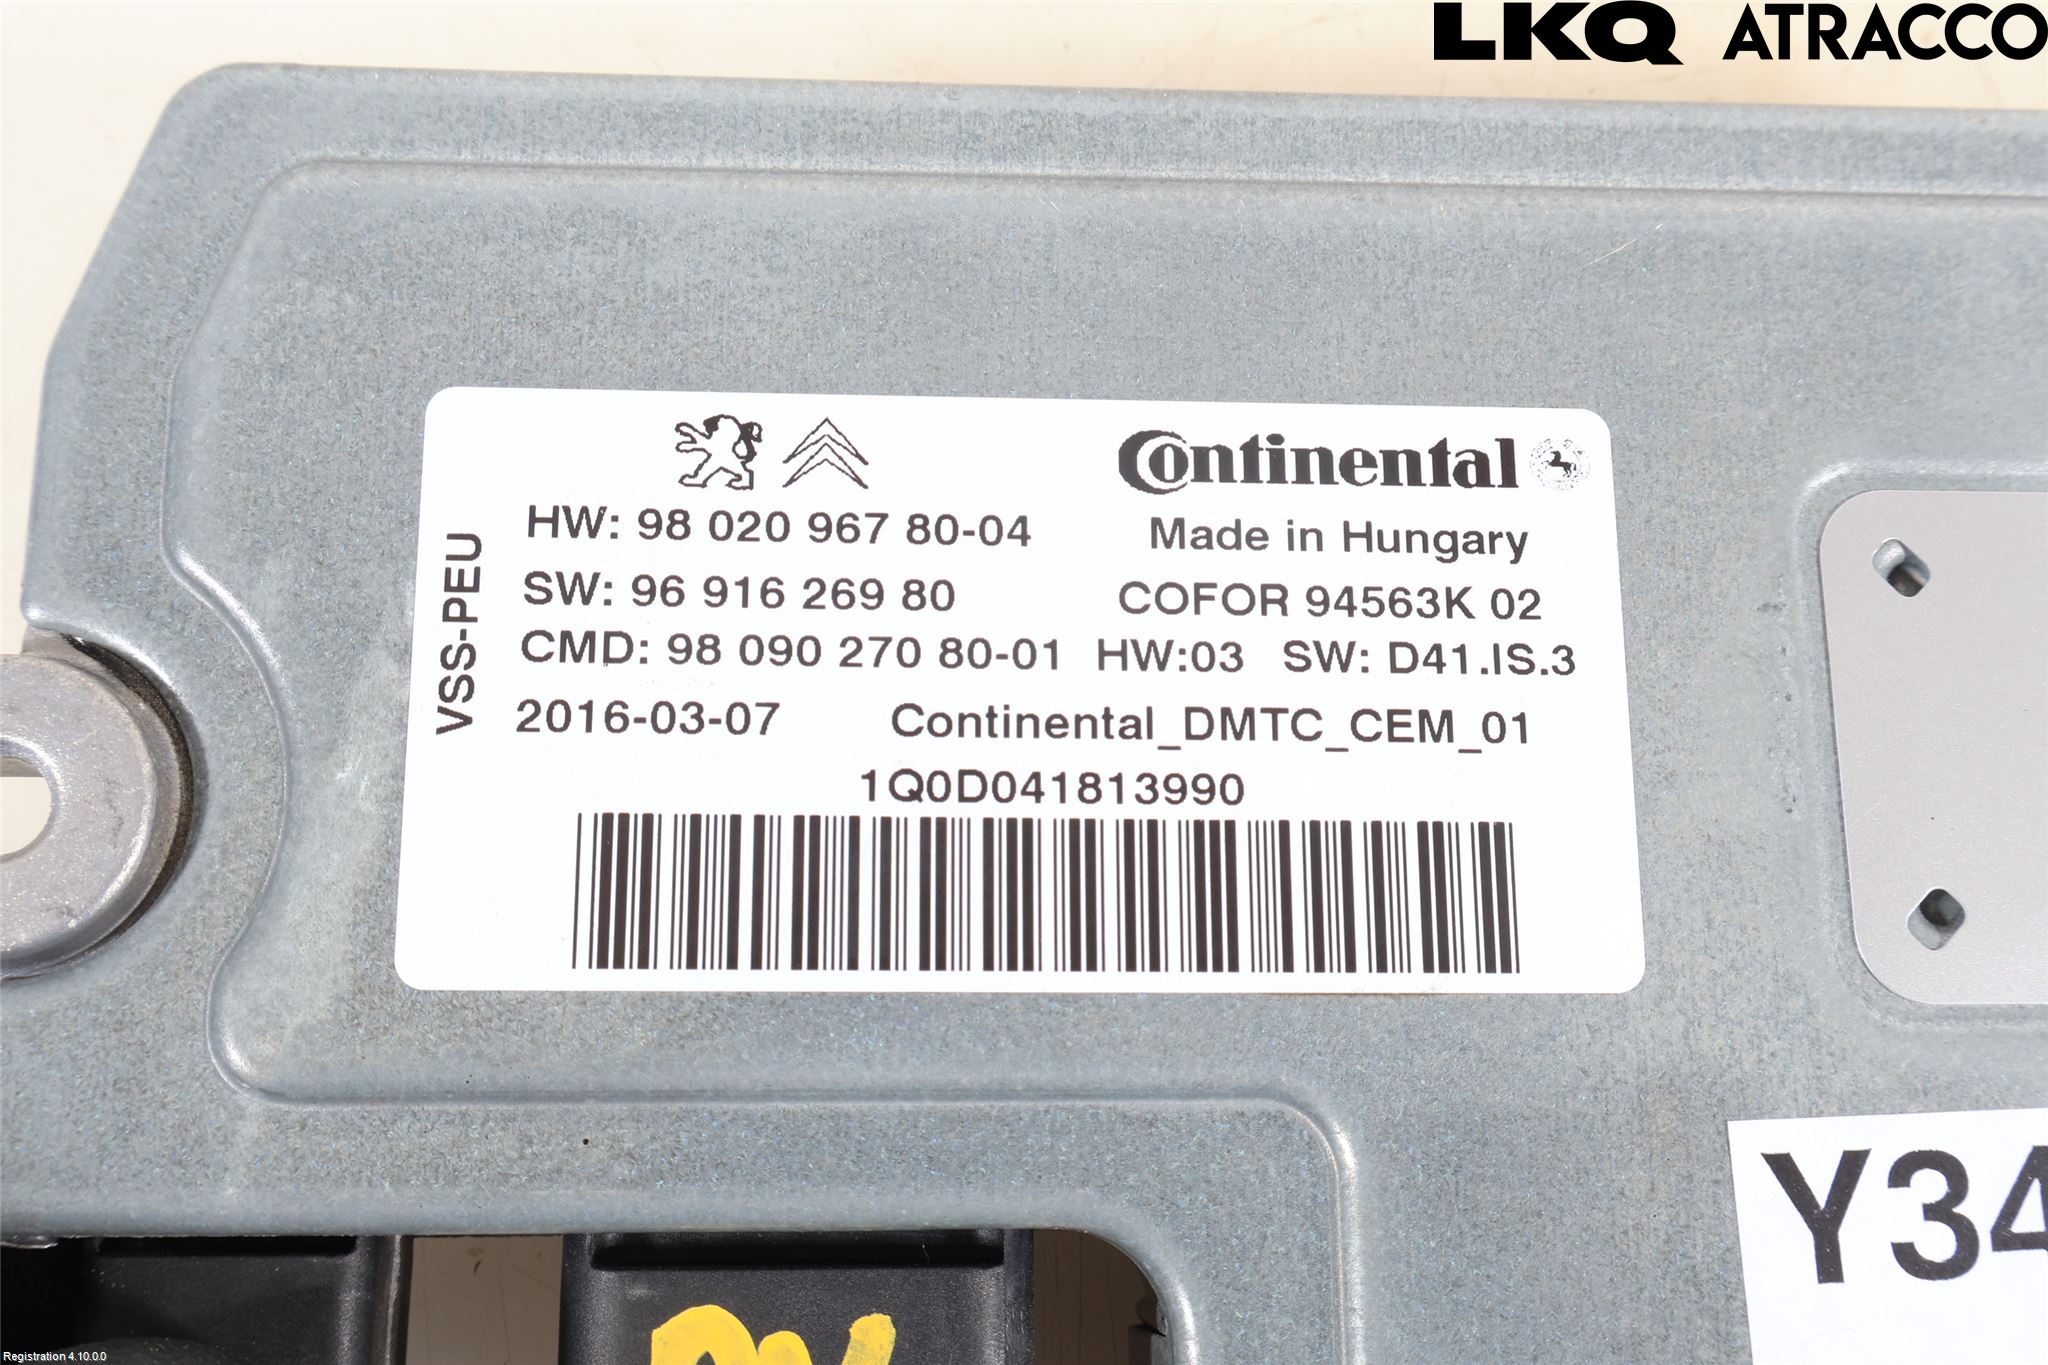 LKQ ATRACCO
Continental
VSS-PEU
HW: 98 020 967 80-04
Made in Hungary
SW: 96 916 269 80
COFOR 94563K 02
CMD: 98 090 270 80-01 HW:03 SW: D41.IS.3
2016-03-07 Continental_DMTC_CEM_01
1Q0D041813990
Y34
Registration 4.10.0.0